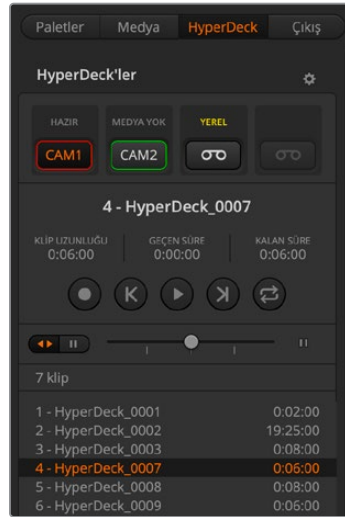 Paletler Medya HyperDeck Çıkış
HyperDeck'ler
HAZIR MEDYA YOK YEREL
CAM1 CAM2
4 - HyperDeck_0007
KLİP UZUNLUĞU GEÇEN SÜRE KALAN SÜRE
0:06:00 0:00:00 0:06:00
7 klip
1 - HyperDeck_0001 0:02:00
2 - HyperDeck_0002 19:25:00
3 - HyperDeck_0003 0:08:00
4 - HyperDeck_0007 0:06:00
5 - HyperDeck_0008 0:08:00
6 - HyperDeck_0009 0:06:00